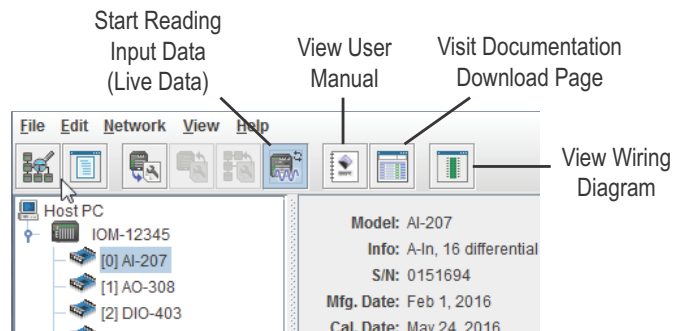 Start Reading
Input Data
(Live Data)
View User
Manual
Visit Documentation
Download Page
View Wiring
Diagram
File Edit Network View Help
Host PC
IOM-12345
[0] AI-207
[1] AO-308
[2] DIO-403
Model: AI-207
Info: A-In, 16 differential
S/N: 0151694
Mfg. Date: Feb 1, 2016
Cal. Date: May 24, 2016